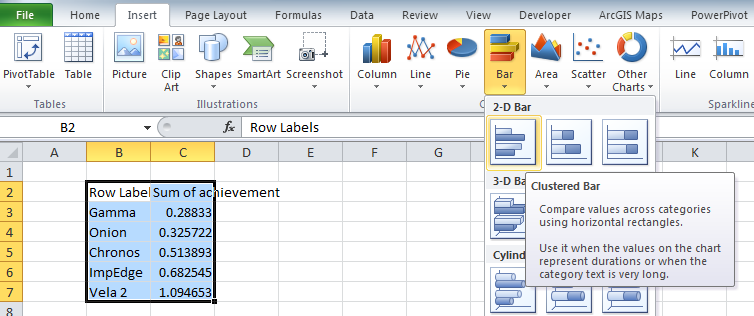 File Home Insert Page Layout Formulas Data Review View Developer ArcGIS Maps PowerPivot
PivotTable Table Picture Clip Art Shapes SmartArt Screenshot Column Line Pie Bar Area Scatter Other Charts Line Column
Tables Illustrations C Sparkline
B2 fx Row Labels
A B C D E F G K
1
2 Row Label Sum of achievement
3 Gamma 0.28833
4 Onion 0.325722
5 Chronos 0.513893
6 ImpEdge 0.682545
7 Vela 2 1.094653
8
2-D Bar
3-D Ba
Cylind
Clustered Bar
Compare values across categories
using horizontal rectangles.
Use it when the values on the chart
represent durations or when the
category text is very long.